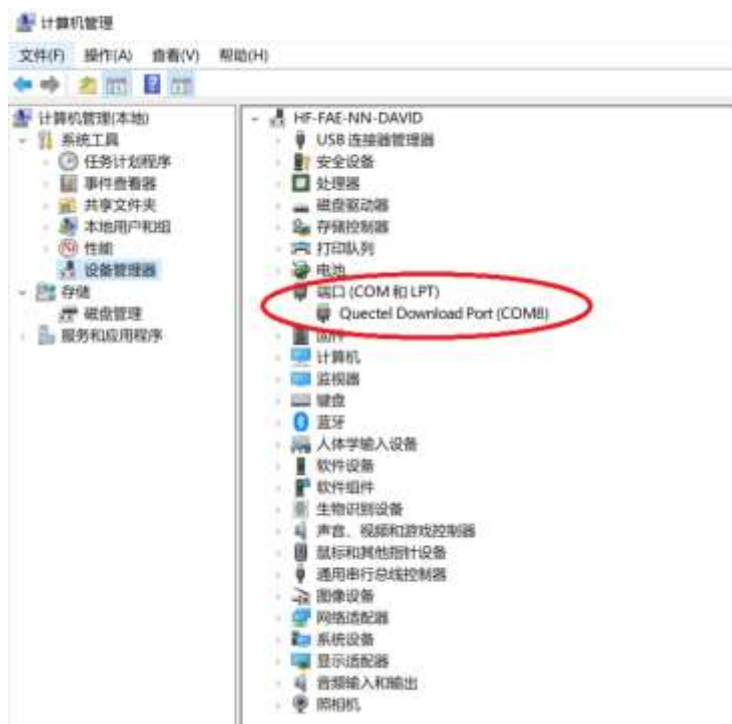 计算机管理
文件(F) 操作(A) 查看(V) 帮助(H)
计算机管理(本地)
系统工具
任务计划程序
事件查看器
共享文件夹
本地用户和组
性能
设备管理器
存储
磁盘管理
服务和应用程序
HF-FAE-NN-DAVID
USB 连接器管理器
安全设备
处理器
磁盘驱动器
存储控制器
打印队列
电池
端口 (COM 和 LPT)
Quectel Download Port (COM8)
固件
计算机
监视器
键盘
蓝牙
人体学输入设备
软件设备
软件组件
生物识别设备
声音、视频和游戏控制器
鼠标和其他指针设备
通用串行总线控制器
图像设备
网络适配器
系统设备
显示适配器
音频输入和输出
照相机